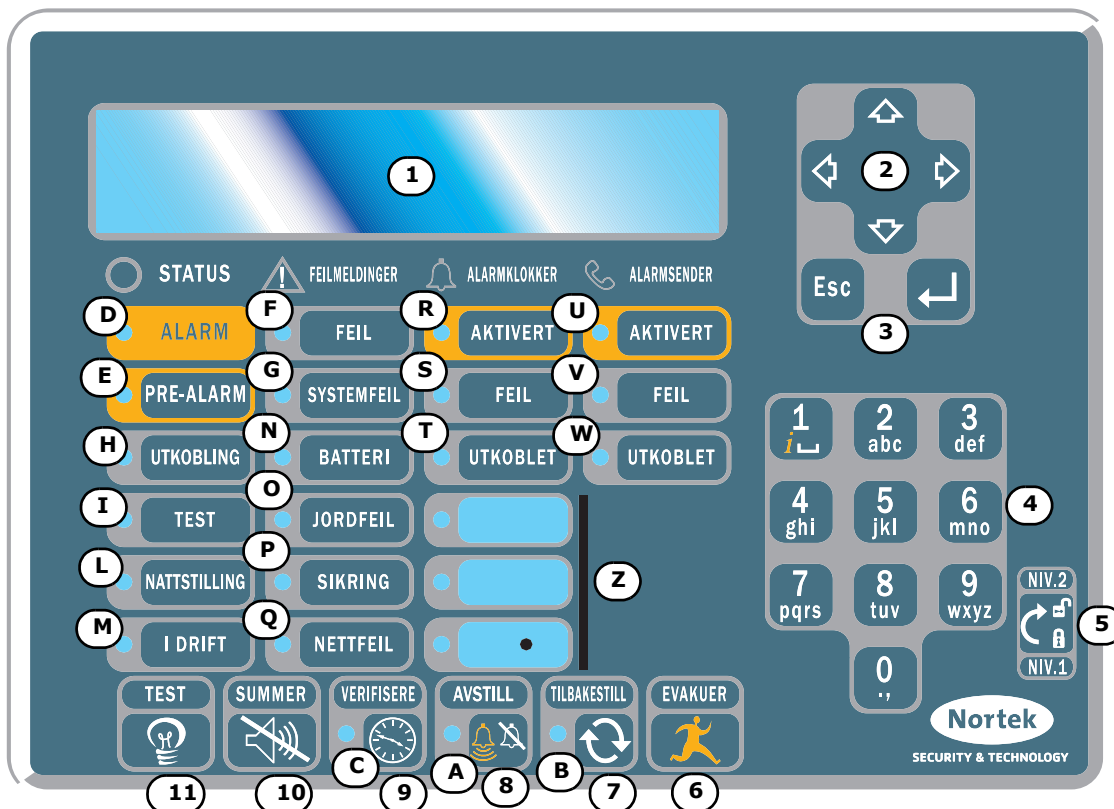 1
2
Esc
3
STATUS
FEILMELDINGER
ALARMKLOKKER
ALARMSENDER
D
ALARM
F
FEIL
R
AKTIVERT
U
AKTIVERT
E
PRE-ALARM
G
SYSTEMFEIL
S
FEIL
V
FEIL
H
UTKOBLING
N
BATTERI
T
UTKOBLET
W
UTKOBLET
I
TEST
O
JORDFEIL
L
NATTSTILLING
P
SIKRING
Z
M
I DRIFT
Q
NETTFEIL
1
i
2
abc
3
def
4
ghi
5
jkl
6
mno
4
7
pqrs
8
tuv
9
wxyz
0
.,
NIV.2
5
NIV.1
TEST
11
SUMMER
10
VERIFISERE
C
9
AVSTILL
A
8
TILBAKESTILL
B
7
EVAKUER
6
Nortek
SECURITY & TECHNOLOGY